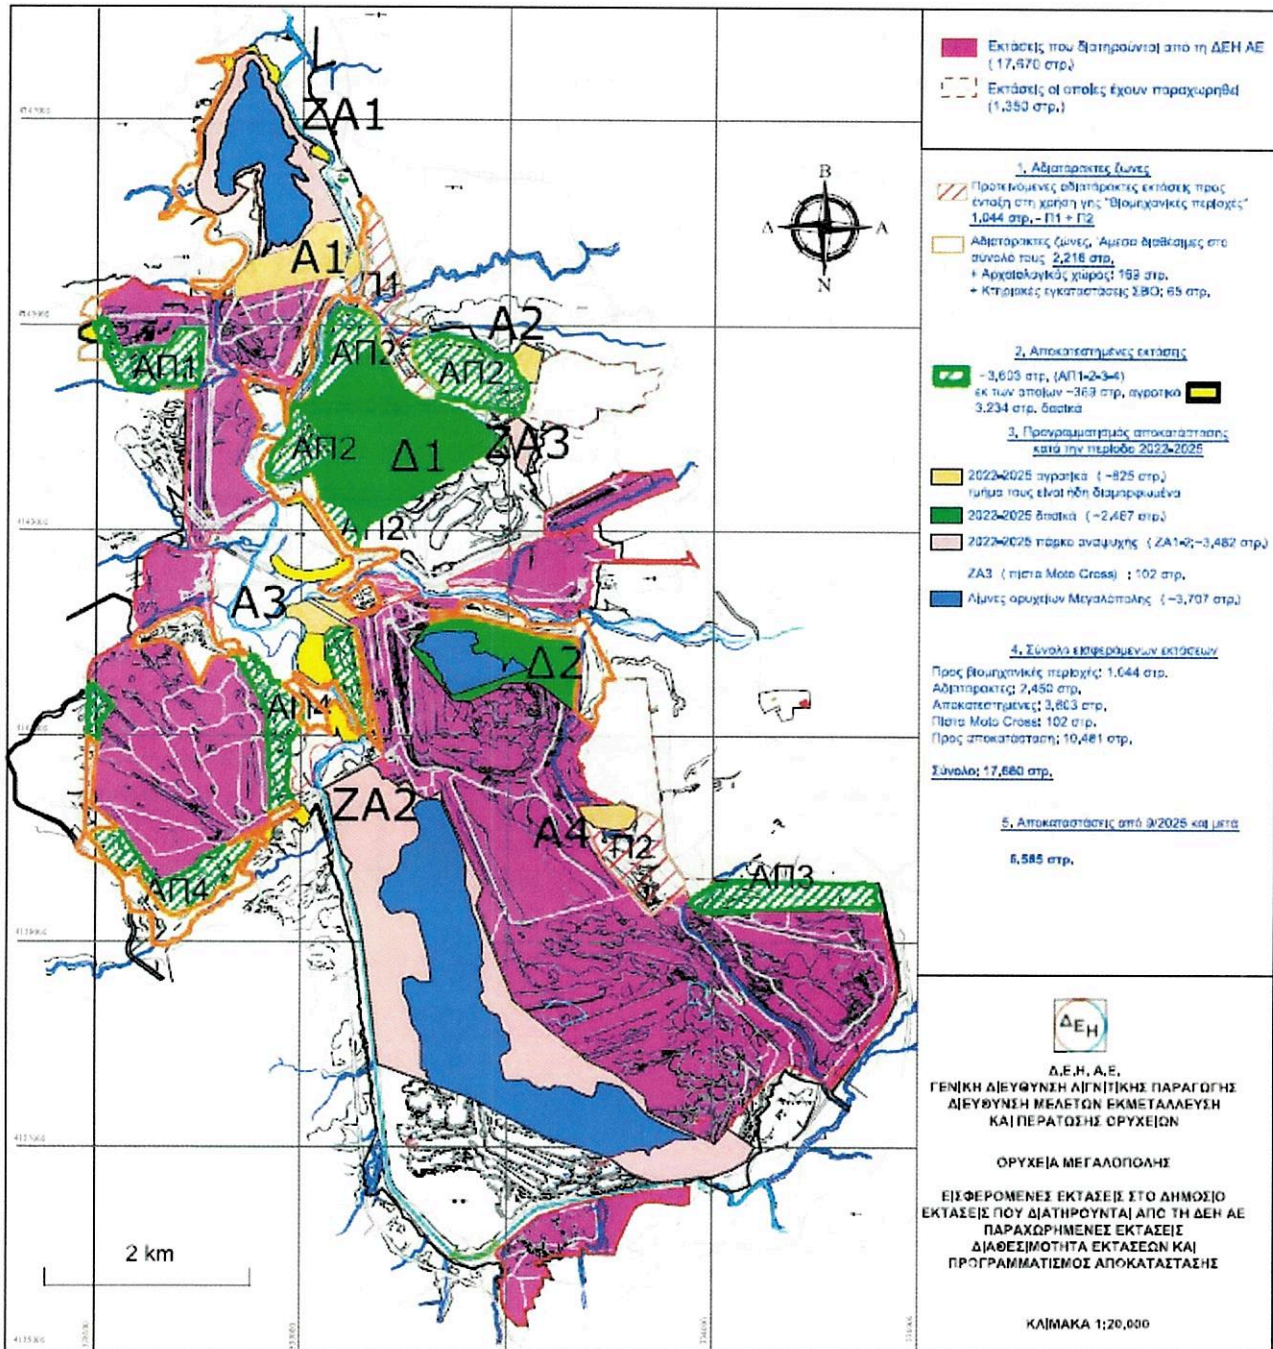 Εκτάσεις που διατηρούνται από τη ΔΕΗ ΑΕ
(17,670 στρ.)
Εκτάσεις οι οποίες έχουν παραχωρηθεί
(1,350 στρ.)
1. Αδιατάρακτες ζώνες
Προτεινόμενες αδιατάρακτες εκτάσεις προς
ένταξη στη χρήση γης "Βιομηχανικές περιοχές"
1,044 στρ. - Π1 + Π2
Αδιατάρακτες ζώνες, Άμεσα διαθέσιμες στο
σύνολο τους 2,216 στρ.
+ Αρχαιολογικός χώρος: 169 στρ.
+ Κτηριακές εγκαταστάσεις ΣΒΟ: 65 στρ.
2. Αποκατεστημένες εκτάσεις
~3,603 στρ. (ΑΠ1-2-3-4)
εκ των οποίων ~369 στρ. αγροτικά
3.234 στρ. δασικά
3. Προγραμματισμός αποκατάστασης
κατά την περίοδο 2022-2025
2022-2025 αγροτικά (~825 στρ.)
τμήμα τους είναι ήδη διαμορφωμένα
2022-2025 δασικά (~2,467 στρ.)
2022-2025 πάρκο αναψυχής (ΖΑ1-2;~3,482 στρ.)
ΖΑ3 (πίστα Moto Cross) : 102 στρ.
Λίμνες ορυχείων Μεγαλόπολης (~3,707 στρ.)
4. Σύνολο εισφερόμενων εκτάσεων
Προς βιομηχανικές περιοχές: 1.044 στρ.
Αδιατάρακτες: 2,450 στρ.
Αποκατεστημένες: 3,603 στρ.
Πίστα Moto Cross: 102 στρ.
Προς αποκατάσταση: 10,481 στρ.
Σύνολο: 17,680 στρ.
5. Αποκαταστάσεις από 9/2025 και μετά
6,585 στρ.
ΔΕΗ
Δ.Ε.Η. Α.Ε.
ΓΕΝΙΚΗ ΔΙΕΥΘΥΝΣΗ ΛΙΓΝΙΤΙΚΗΣ ΠΑΡΑΓΩΓΗΣ
ΔΙΕΥΘΥΝΣΗ ΜΕΛΕΤΩΝ ΕΚΜΕΤΑΛΛΕΥΣΗ
ΚΑΙ ΠΕΡΑΤΩΣΗΣ ΟΡΥΧΕΙΩΝ
ΟΡΥΧΕΙΑ ΜΕΓΑΛΟΠΟΛΗΣ
ΕΙΣΦΕΡΟΜΕΝΕΣ ΕΚΤΑΣΕΙΣ ΣΤΟ ΔΗΜΟΣΙΟ
ΕΚΤΑΣΕΙΣ ΠΟΥ ΔΙΑΤΗΡΟΥΝΤΑΙ ΑΠΟ ΤΗ ΔΕΗ ΑΕ
ΠΑΡΑΧΩΡΗΜΕΝΕΣ ΕΚΤΑΣΕΙΣ
ΔΙΑΘΕΣΙΜΟΤΗΤΑ ΕΚΤΑΣΕΩΝ ΚΑΙ
ΠΡΟΓΡΑΜΜΑΤΙΣΜΟΣ ΑΠΟΚΑΤΑΣΤΑΣΗΣ
ΚΛΙΜΑΚΑ 1:20,000
ΖΑ1
Β
Δ Α
Ν
Α1
Π1
Α2
ΑΠ1
ΑΠ2
ΑΠ2
ΑΠ2
Δ1
ΖΑ3
ΑΠ2
Α3
Δ2
ΑΠ4
ΖΑ2
Α4
Π2
ΑΠ3
ΑΠ4
2 km